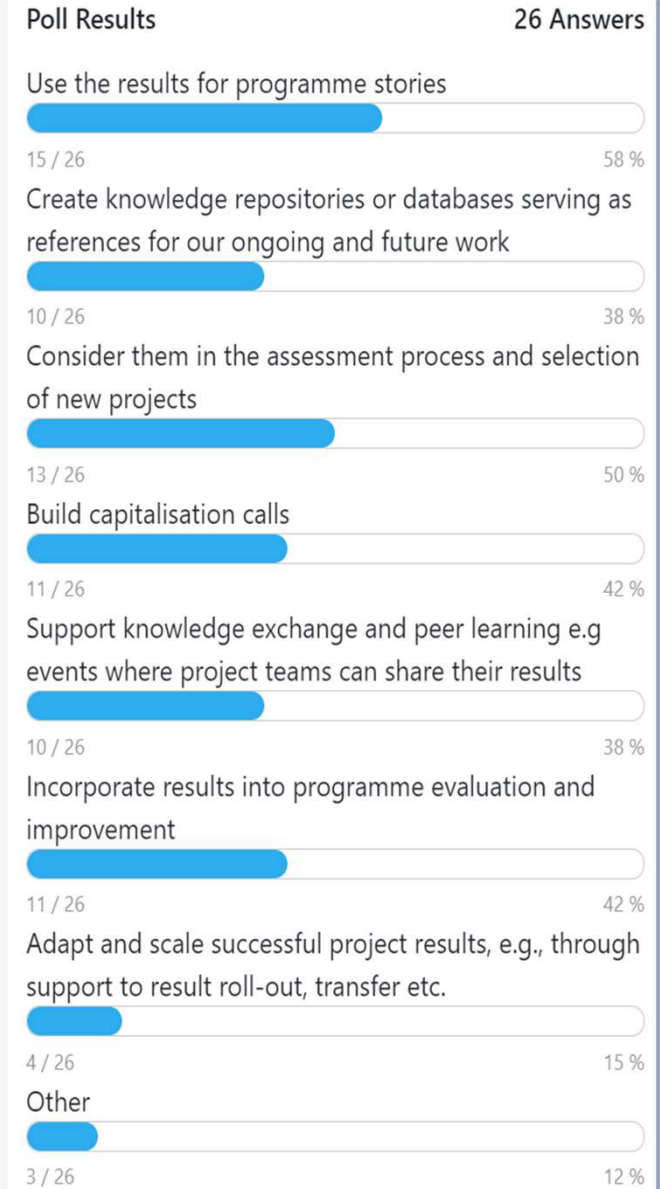 Poll Results 26 Answers
Use the results for programme stories
15 / 26 58 %
Create knowledge repositories or databases serving as
references for our ongoing and future work
10 / 26 38 %
Consider them in the assessment process and selection
of new projects
13 / 26 50 %
Build capitalisation calls
11 / 26 42 %
Support knowledge exchange and peer learning e.g
events where project teams can share their results
10 / 26 38 %
Incorporate results into programme evaluation and
improvement
11 / 26 42 %
Adapt and scale successful project results, e.g., through
support to result roll-out, transfer etc.
4 / 26 15 %
Other
3 / 26 12 %